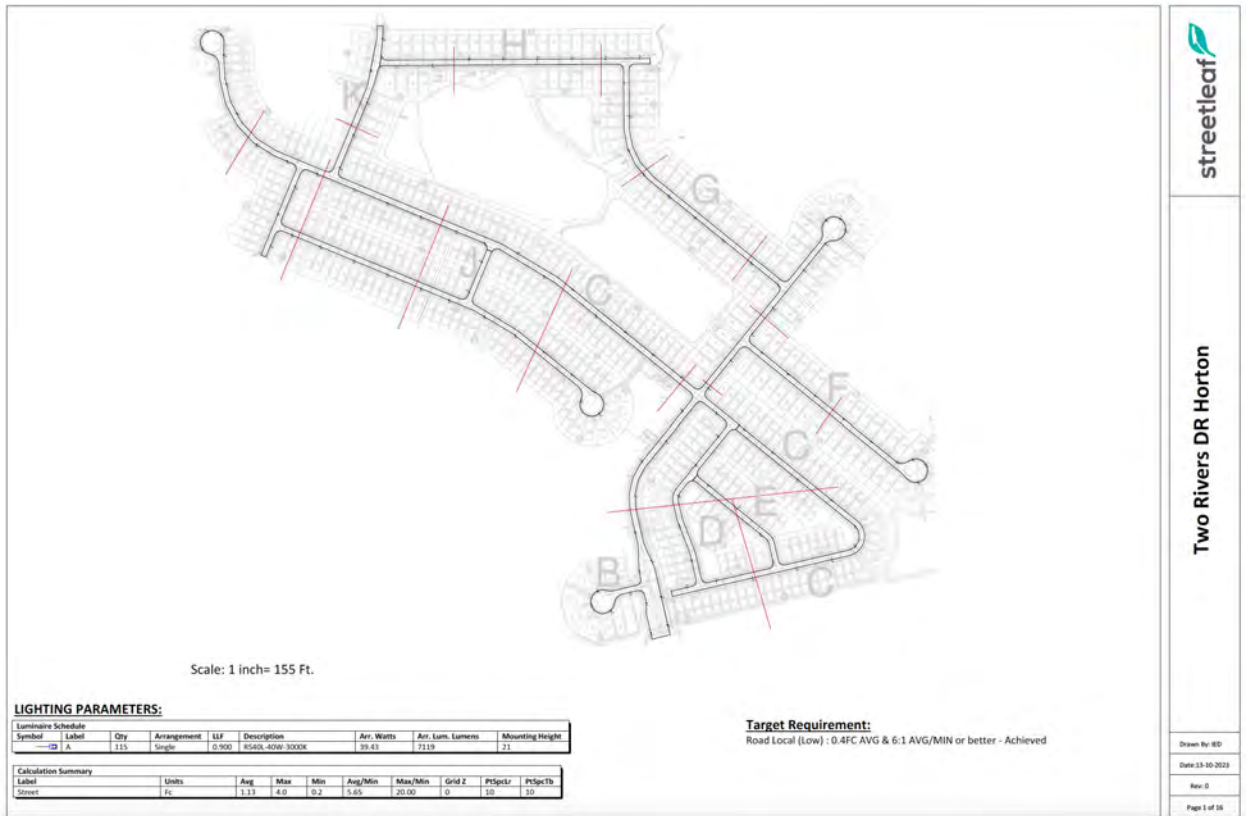 H
K
G
J
C
F
C
E
D
B
C
Scale: 1 inch= 155 Ft.
LIGHTING PARAMETERS:
Luminaire Schedule
Symbol Label Qty Arrangement LLF Description Arr. Watts Arr. Lum. Lumens Mounting Height
A 115 Single 0.900 RS40L-40W-3000K 39.43 7119 21
Calculation Summary
Label Units Avg Max Min Avg/Min Max/Min Grid Z PtSpcLr PtSpcTb
Street Fc 1.13 4.0 0.2 5.65 20.00 0 10 10
Target Requirement:
Road Local (Low) : 0.4FC AVG & 6:1 AVG/MIN or better - Achieved
streetleaf
Two Rivers DR Horton
Drawn By: IED
Date:13-10-2023
Rev: 0
Page 1 of 16